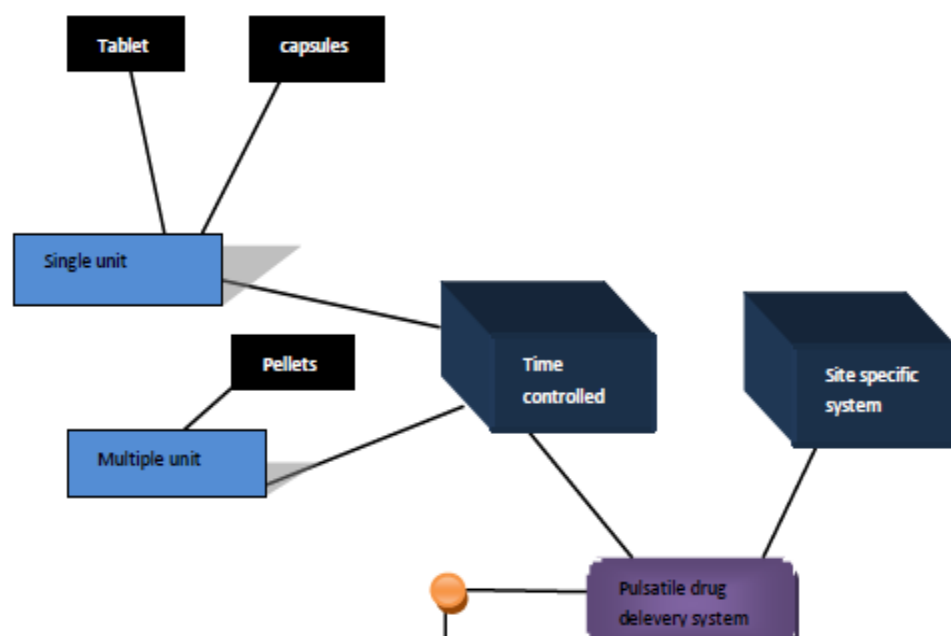 Tablet
capsules
Single unit
Pellets
Time
controlled
Site specific
system
Multiple unit
Pulsatile drug
delevery system